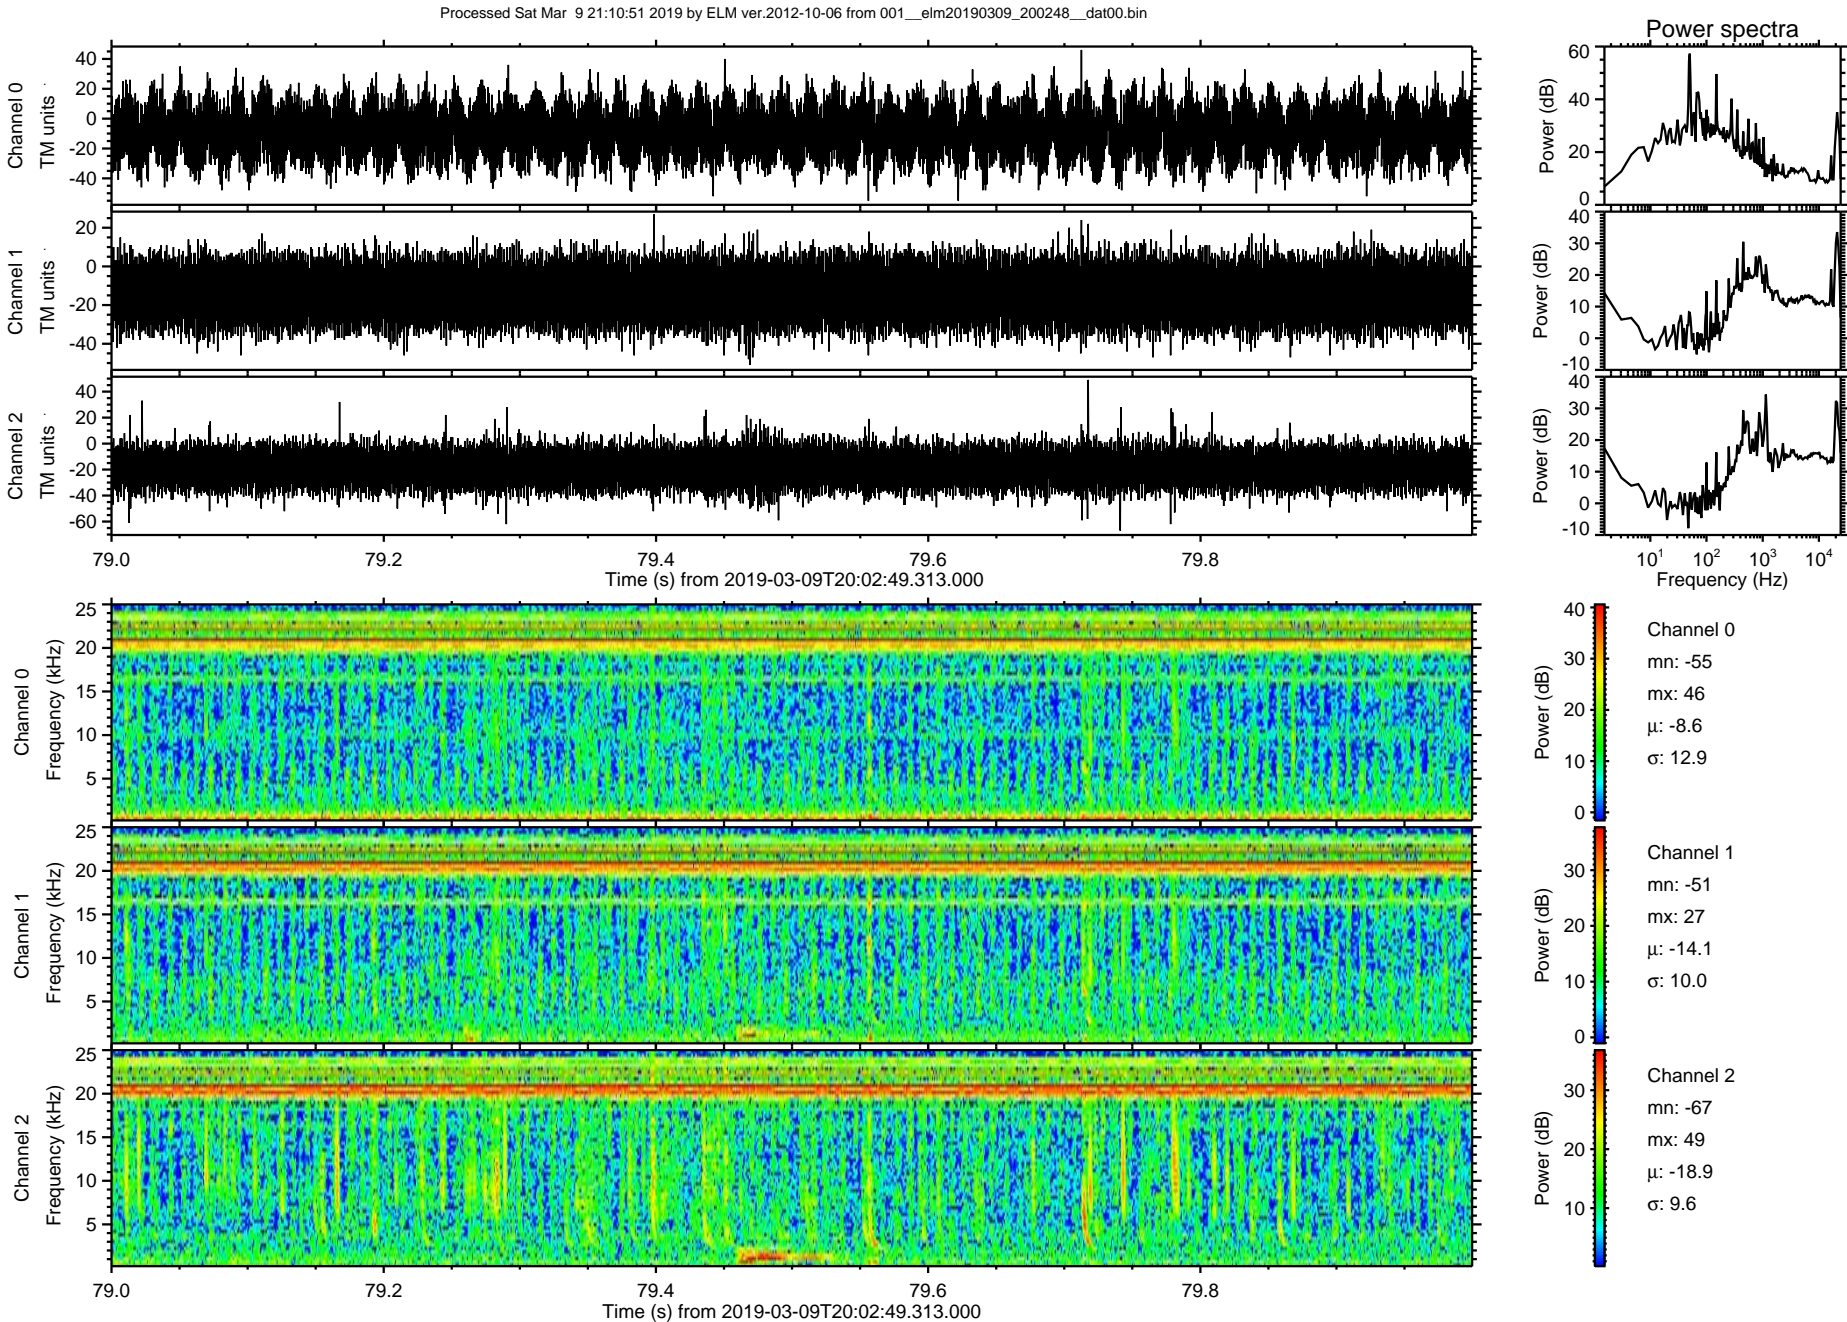 Processed Sat Mar 9 21:10:51 2019 by ELM ver.2012-10-06 from 001__elm20190309_200248__dat00.bin
Power spectra
Channel 0
TM units
40
20
0
-20
-40
Power (dB)
60
40
20
0
Channel 1
TM units
20
0
-20
-40
Power (dB)
40
30
20
10
0
-10
Channel 2
TM units
40
20
0
-20
-40
-60
Power (dB)
40
30
20
10
0
-10
79.0 79.2 79.4 79.6 79.8
Time (s) from 2019-03-09T20:02:49.313.000
10^1 10^2 10^3 10^4
Frequency (Hz)
Channel 0
Frequency (kHz)
25
20
15
10
5
Power (dB)
40
30
20
10
0
Channel 0
mn: -55
mx: 46
μ: -8.6
σ: 12.9
Channel 1
Frequency (kHz)
25
20
15
10
5
Power (dB)
30
20
10
0
Channel 1
mn: -51
mx: 27
μ: -14.1
σ: 10.0
Channel 2
Frequency (kHz)
25
20
15
10
5
Power (dB)
30
20
10
Channel 2
mn: -67
mx: 49
μ: -18.9
σ: 9.6
79.0 79.2 79.4 79.6 79.8
Time (s) from 2019-03-09T20:02:49.313.000